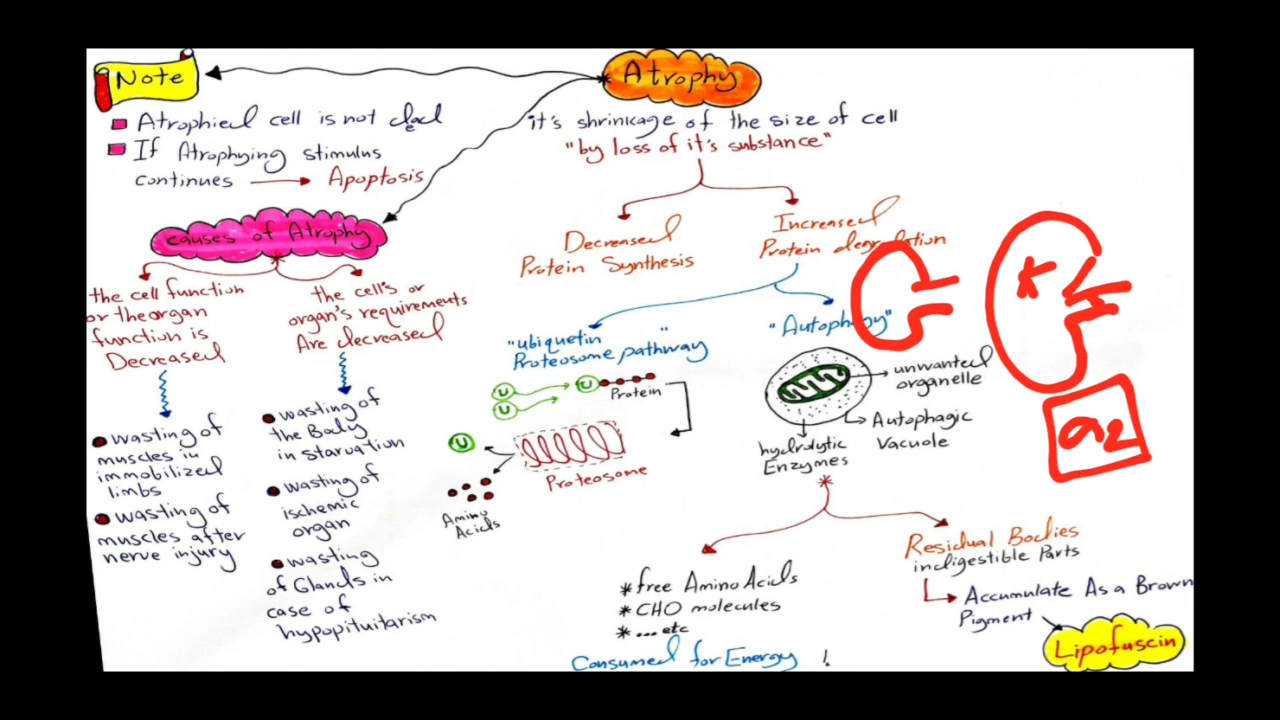 Note
Atrophied cell is not dead
If Atrophying stimulus
continues → Apoptosis
Atrophy
it's shrinkage of the size of cell
"by loss of it's substance"
Decreased
Protein Synthesis
Increased
Protein degralation
causes of Atrophy
the cell function
or the organ
function is
Decreased
wasting of
muscles in
immobilized
limbs
wasting of
muscles after
nerve injury
the cell's or
organ's requirements
Are decreased
wasting of
the Body
in starvation
wasting of
ischemic
organ
wasting
of Glands in
case of
hypopituitarism
"ubiquetin
Proteosome pathway"
U
U
U
Protein
U
Proteosome
Amino
Acids
"Autophagy"
unwanted
organelle
Autophagic
Vacuole
hydrolytic
Enzymes
* free Amino Acids
* CHO molecules
* ... etc
Consumed for Energy !
Residual Bodies
indigestible Parts
Accumulate As a Brown
Pigment
Lipofuscin
a2